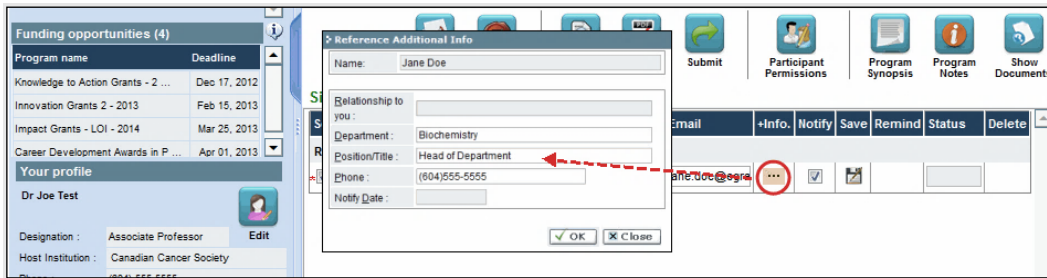 Funding opportunities (4)
Program name Deadline
Knowledge to Action Grants - 2 ... Dec 17, 2012
Innovation Grants 2 - 2013 Feb 15, 2013
Impact Grants - LOI - 2014 Mar 25, 2013
Career Development Awards in P ... Apr 01, 2013
Your profile
Dr Joe Test
Edit
Designation : Associate Professor
Host Institution : Canadian Cancer Society
Reference Additional Info
Name: Jane Doe
Relationship to
you :
Department : Biochemistry
Position/Title : Head of Department
Phone : (604)555-5555
Notify Date :
OK Close
PDF
Submit
Participant
Permissions
Program
Synopsis
Program
Notes
Show
Document
Email +Info. Notify Save Remind Status Delete